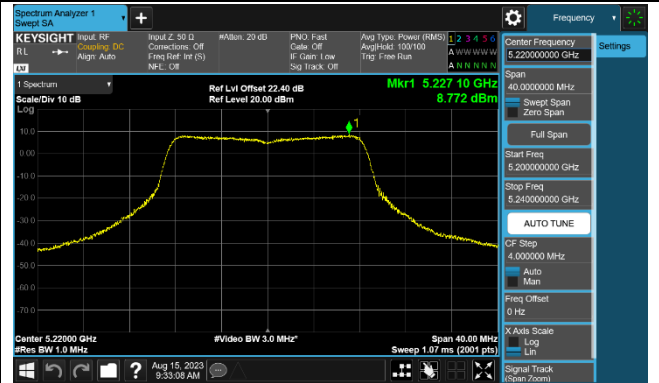 Spectrum Analyzer 1
Swept SA
Frequency
KEYSIGHT
RL
LXI
Input: RF
Coupling: DC
Align: Auto
Input Z: 50 Ω
Corrections: Off
Freq Ref: Int (S)
NFE: Off
#Atten: 20 dB
PNO: Fast
Gate: Off
IF Gain: Low
Sig Track: Off
Avg Type: Power (RMS)
Avg|Hold: 100/100
Trig: Free Run
1 2 3 4 5 6
A W W W W W
A N N N N N
1 Spectrum
Scale/Div 10 dB
Log
Ref Lvl Offset 22.40 dB
Ref Level 20.00 dBm
Mkr1 5.227 10 GHz
8.772 dBm
1
10.0
0.00
-10.0
-20.0
-30.0
-40.0
-50.0
-60.0
-70.0
Center 5.22000 GHz
#Res BW 1.0 MHz
#Video BW 3.0 MHz*
Span 40.00 MHz
Sweep 1.07 ms (2001 pts)
Aug 15, 2023
9:33:08 AM
Center Frequency
5.220000000 GHz
Settings
Span
40.0000000 MHz
Swept Span
Zero Span
Full Span
Start Freq
5.200000000 GHz
Stop Freq
5.240000000 GHz
AUTO TUNE
CF Step
4.000000 MHz
Auto
Man
Freq Offset
0 Hz
X Axis Scale
Log
Lin
Signal Track
(Span Zoom)